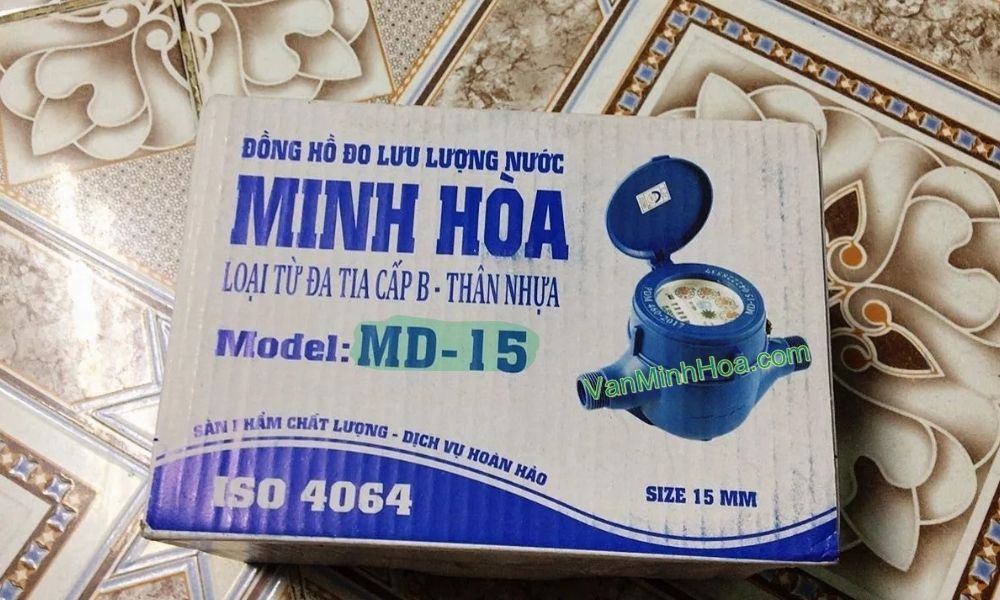 ĐỒNG HỒ ĐO LƯU LƯỢNG NƯỚC
MINH HÒA
LOẠI TỪ ĐA TIA CẤP B - THÂN NHỰA
Model: MD-15
VanMinhHoa.com
SẢN PHẨM CHẤT LƯỢNG - DỊCH VỤ HOÀN HẢO
ISO 4064
SIZE 15 MM